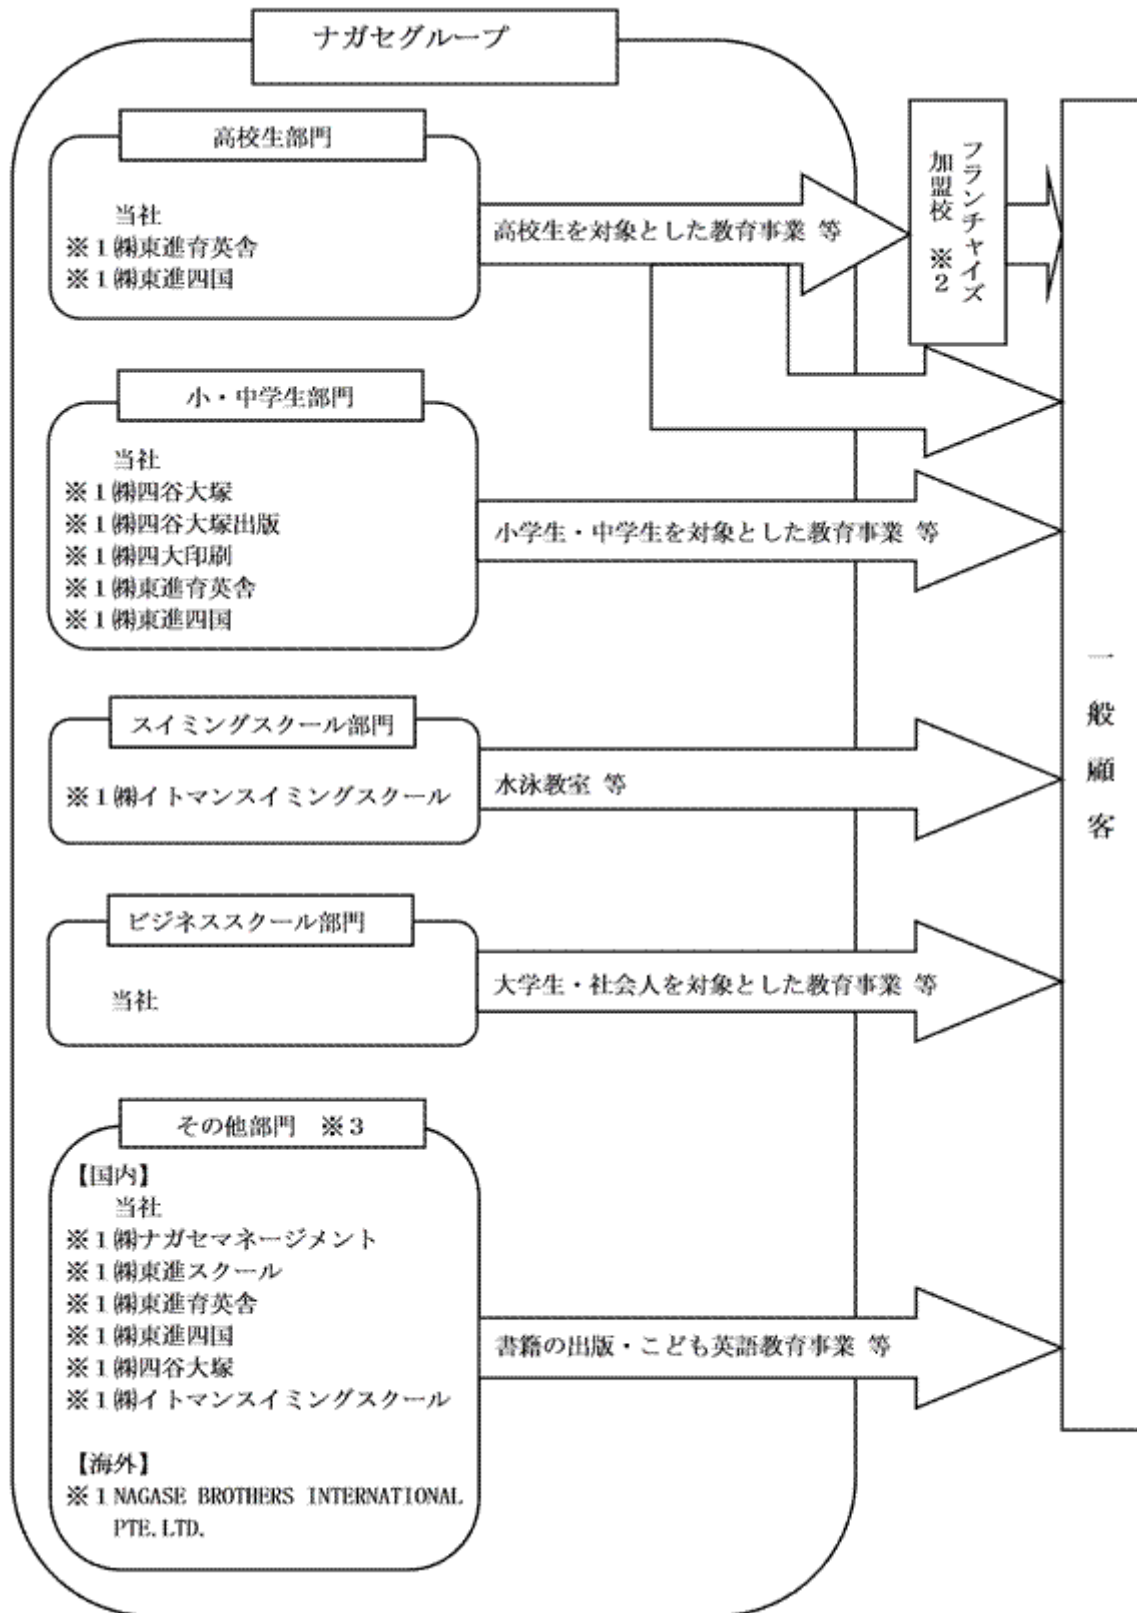 ナガセグループ
高校生部門
当社
※1㈱東進育英舎
※1㈱東進四国
高校生を対象とした教育事業 等
フランチャイズ
加盟校 ※2
小・中学生部門
当社
※1㈱四谷大塚
※1㈱四谷大塚出版
※1㈱四大印刷
※1㈱東進育英舎
※1㈱東進四国
小学生・中学生を対象とした教育事業 等
スイミングスクール部門
※1㈱イトマンスイミングスクール
水泳教室 等
ビジネススクール部門
当社
大学生・社会人を対象とした教育事業 等
その他部門 ※3
【国内】
当社
※1㈱ナガセマネージメント
※1㈱東進スクール
※1㈱東進育英舎
※1㈱東進四国
※1㈱四谷大塚
※1㈱イトマンスイミングスクール
【海外】
※1 NAGASE BROTHERS INTERNATIONAL
PTE.LTD.
書籍の出版・こども英語教育事業 等
一般顧客